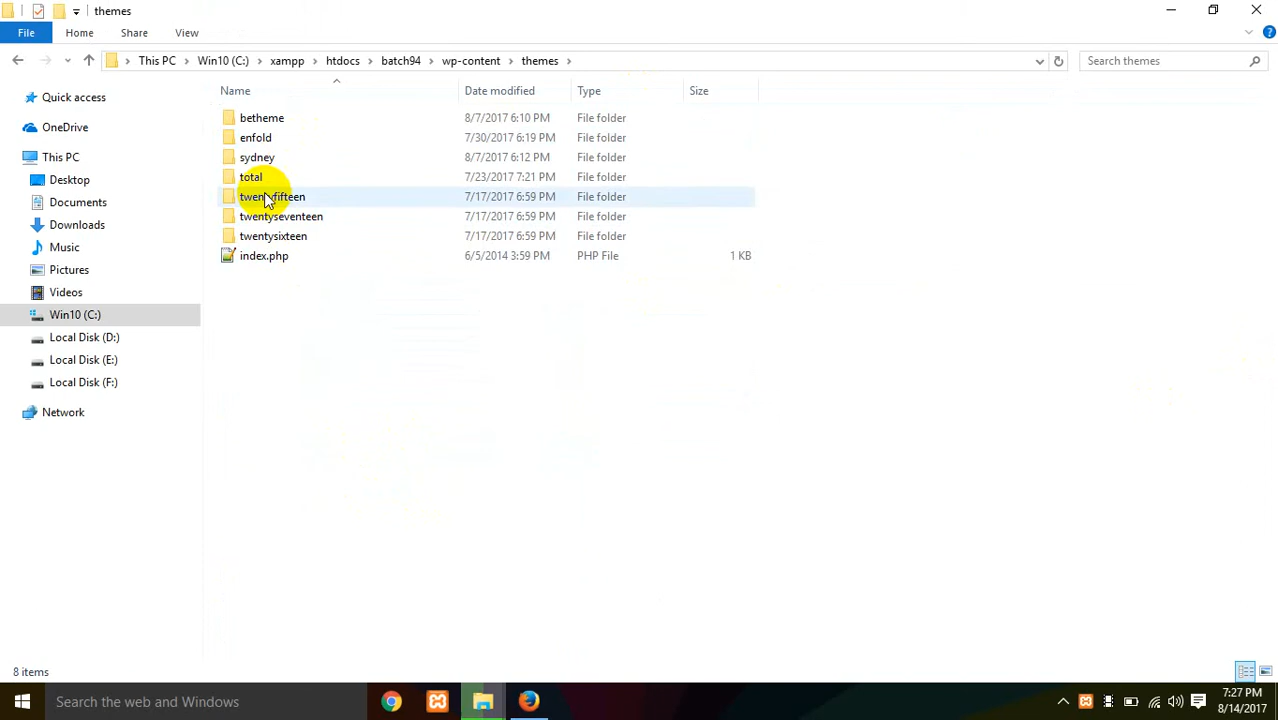 themes
File Home Share View
This PC Win10 (C:) xampp htdocs batch94 wp-content themes Search themes
Name Date modified Type Size
Quick access
OneDrive
This PC
Desktop
Documents
Downloads
Music
Pictures
Videos
Win10 (C:)
Local Disk (D:)
Local Disk (E:)
Local Disk (F:)
Network
betheme 8/7/2017 6:10 PM File folder
enfold 7/30/2017 6:19 PM File folder
sydney 8/7/2017 6:12 PM File folder
total 7/23/2017 7:21 PM File folder
twentyfifteen 7/17/2017 6:59 PM File folder
twentyseventeen 7/17/2017 6:59 PM File folder
twentysixteen 7/17/2017 6:59 PM File folder
index.php 6/5/2014 3:59 PM PHP File 1 KB
8 items
Search the web and Windows
7:27 PM
8/14/2017